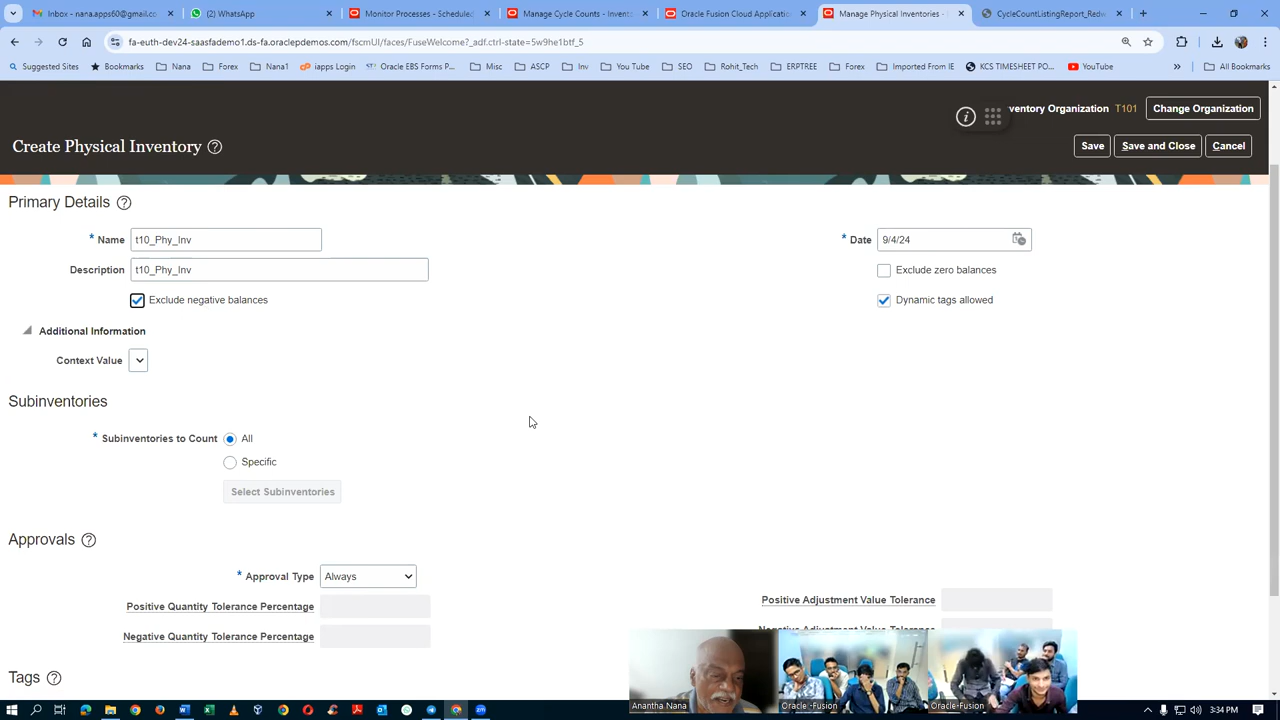 Inbox - nana.apps60@gmail.co
WhatsApp
Monitor Processes - Schedule
Manage Cycle Counts - Invent
Oracle Fusion Cloud Application
Manage Physical Inventories -
CycleCountListingReport_Redw
fa-euth-dev24-saasfademo1.ds-fa.oraclepdemos.com/fscmUI/faces/FuseWelcome?_adf.ctrl-state=5w9he1btf_5
Suggested Sites
Bookmarks
Nana
Forex
Nana1
iapps Login
Oracle EBS Forms P...
Misc
ASCP
Inv
You Tube
SEO
Rohit_Tech
ERPTREE
Forex
Imported From IE
KCS TIMESHEET PO...
YouTube
All Bookmarks
ventory Organization T101
Change Organization
Create Physical Inventory
Save
Save and Close
Cancel
Primary Details
* Name t10_Phy_Inv
* Date 9/4/24
Description t10_Phy_Inv
Exclude zero balances
Exclude negative balances
Dynamic tags allowed
Additional Information
Context Value
Subinventories
* Subinventories to Count All
Specific
Select Subinventories
Approvals
* Approval Type Always
Positive Quantity Tolerance Percentage
Positive Adjustment Value Tolerance
Negative Quantity Tolerance Percentage
Negative Adjustment Value Tolerance
Tags
Anantha Nana
Oracle-Fusion
Oracle-Fusion
3:34 PM